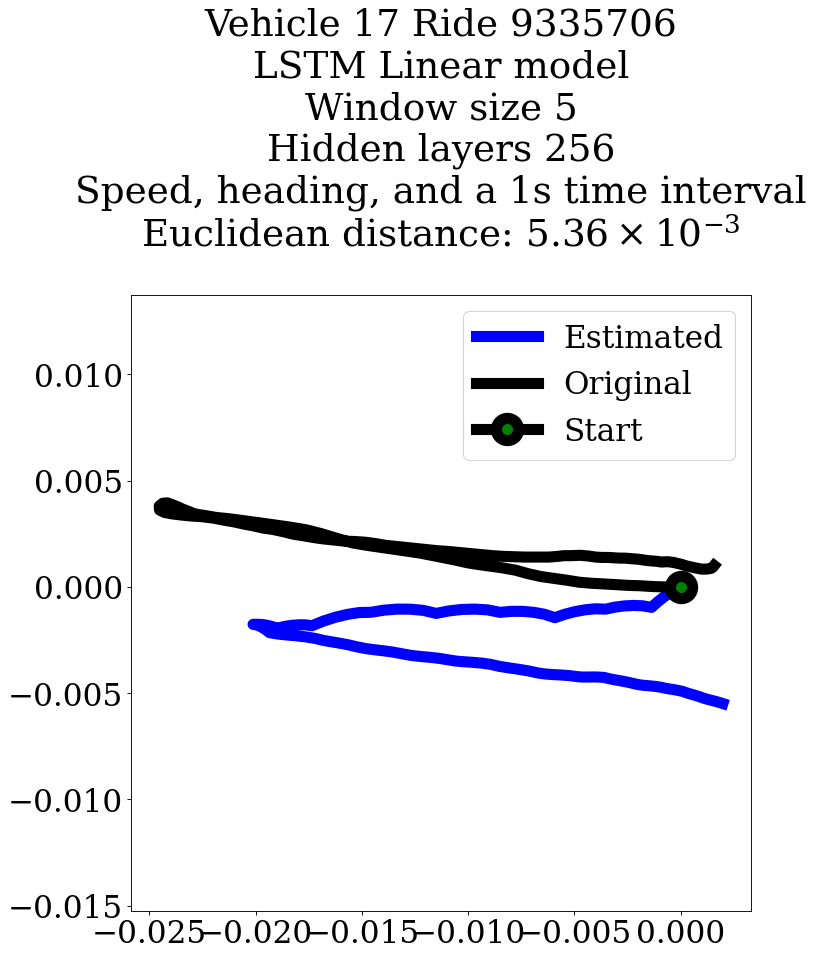 Vehicle 17 Ride 9335706
LSTM Linear model
Window size 5
Hidden layers 256
Speed, heading, and a 1s time interval
Euclidean distance: 5.36 × 10⁻³
Estimated
Original
Start
0.010
0.005
0.000
−0.005
−0.010
−0.015
−0.025 −0.020 −0.015 −0.010 −0.005 0.000